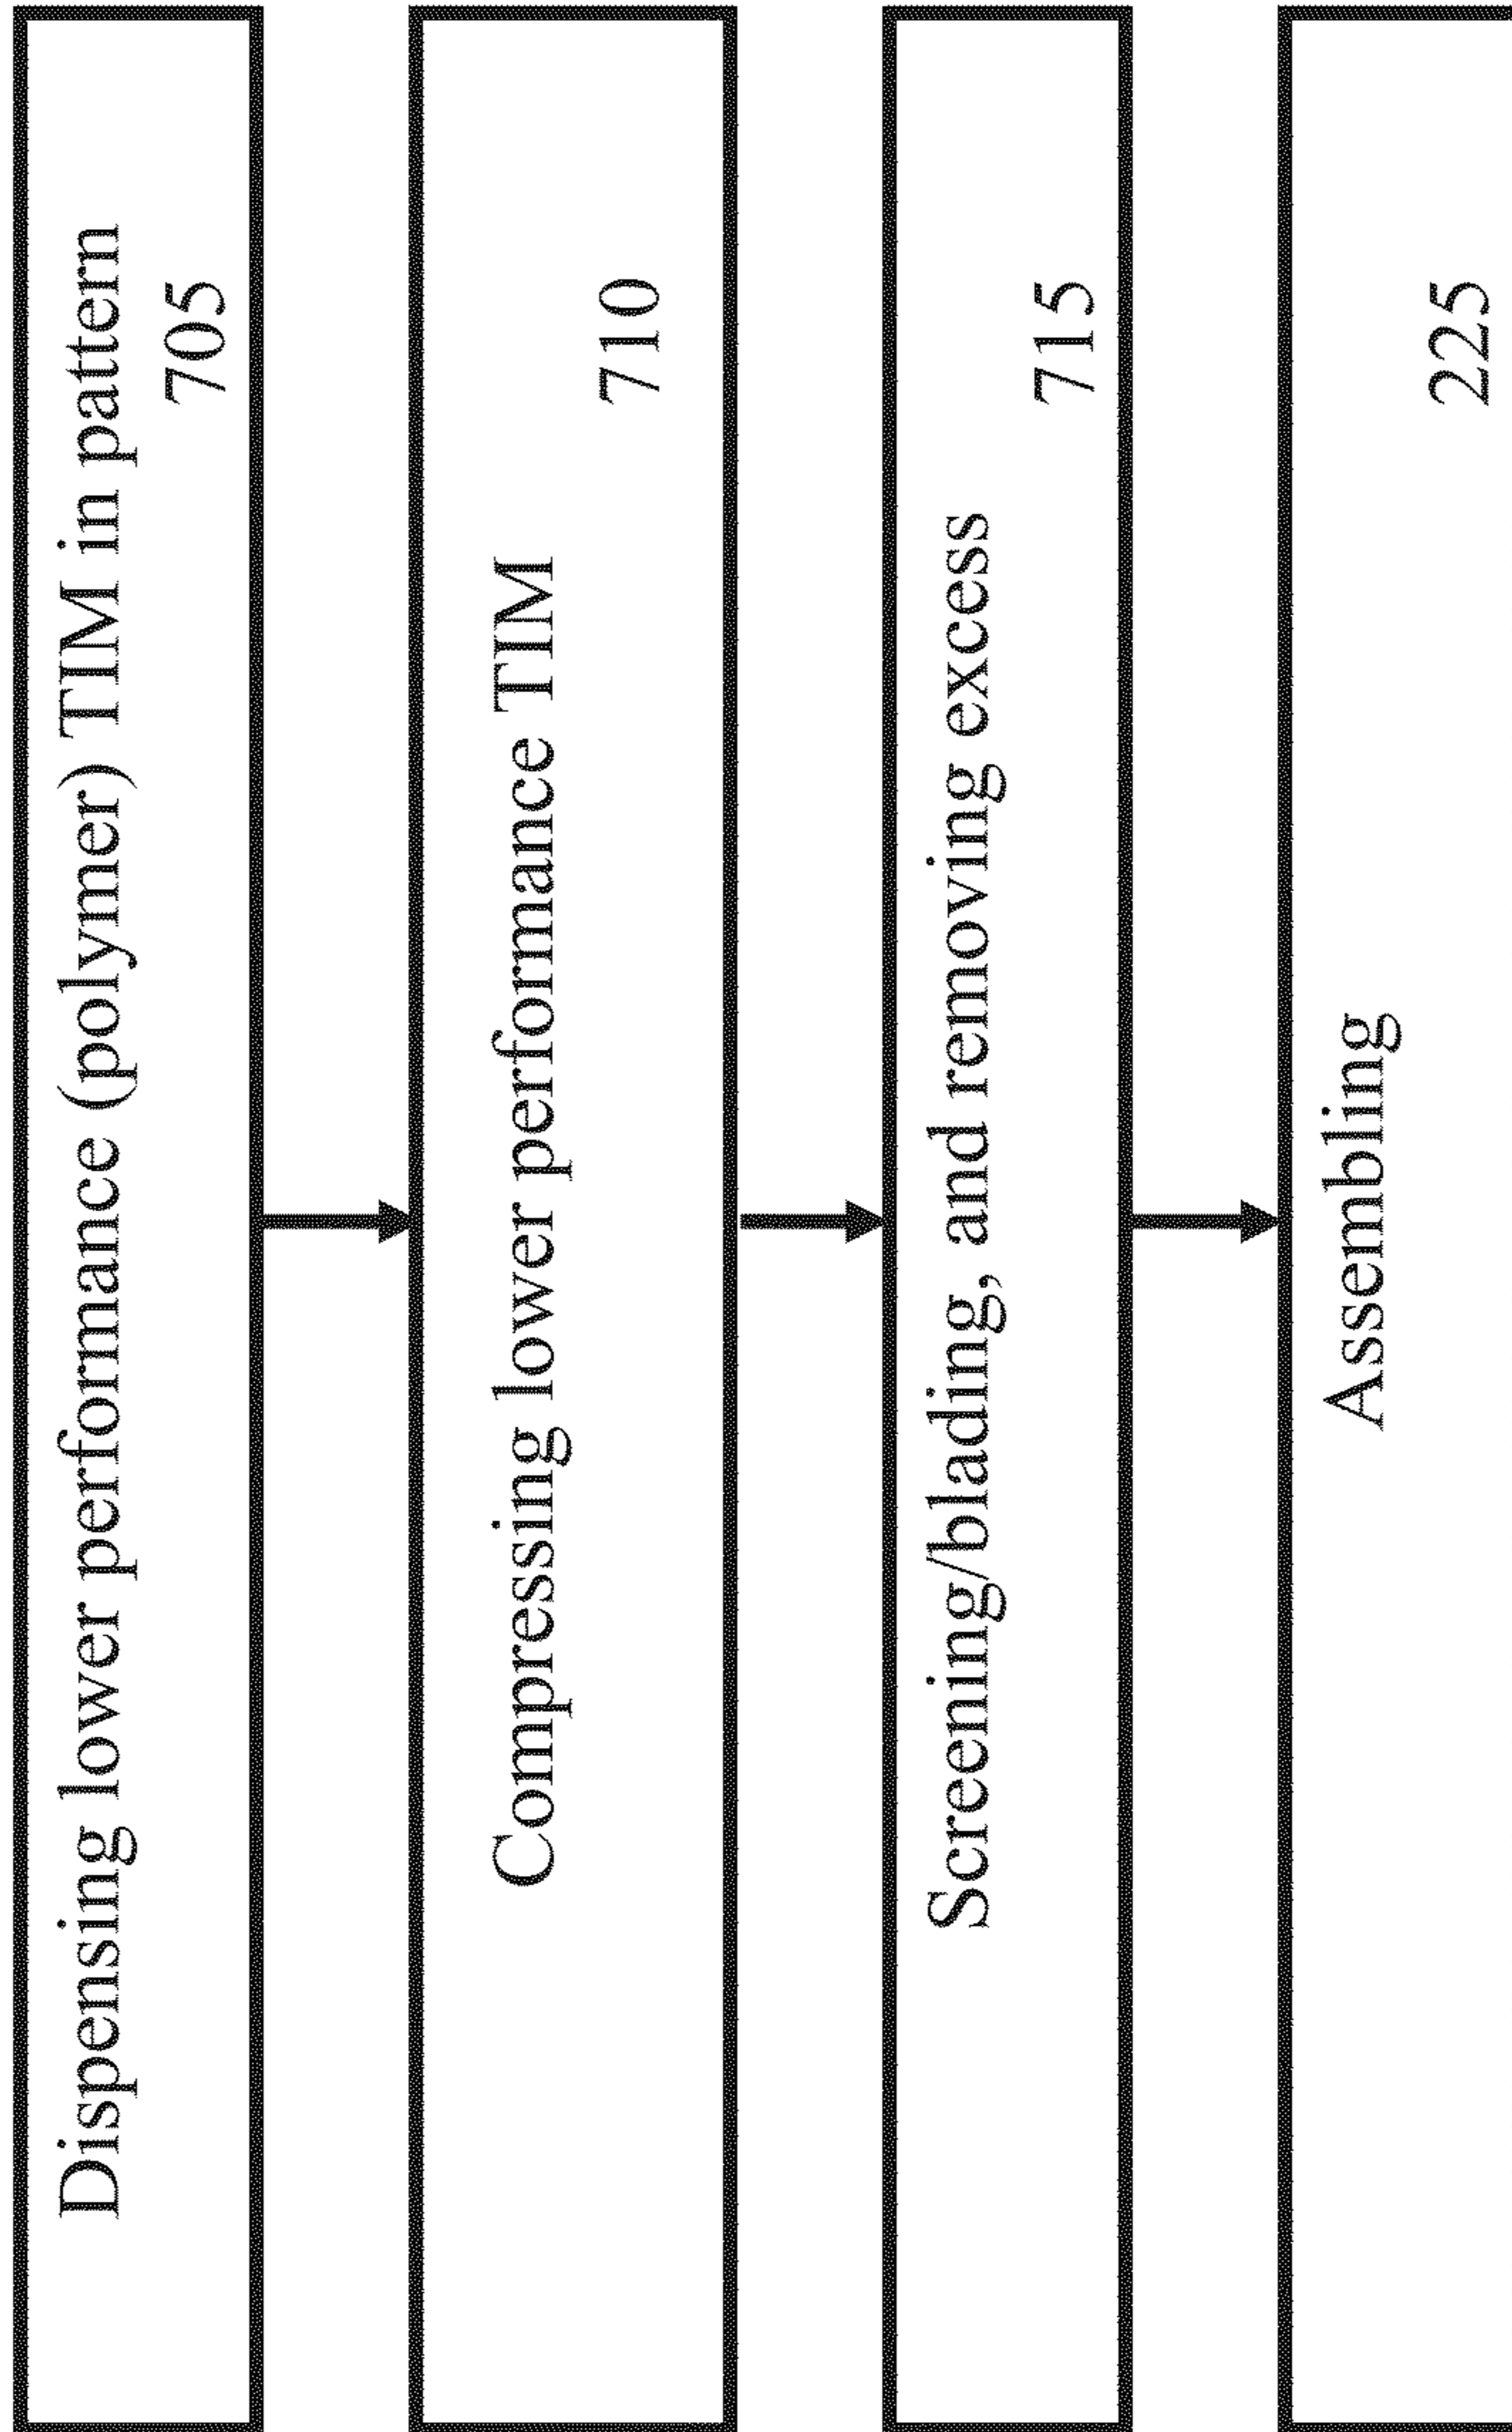 Dispensing lower performance (polymer) TIM in pattern
705
Compressing lower performance TIM
710
Screening/blading, and removing excess
715
Assembling
225